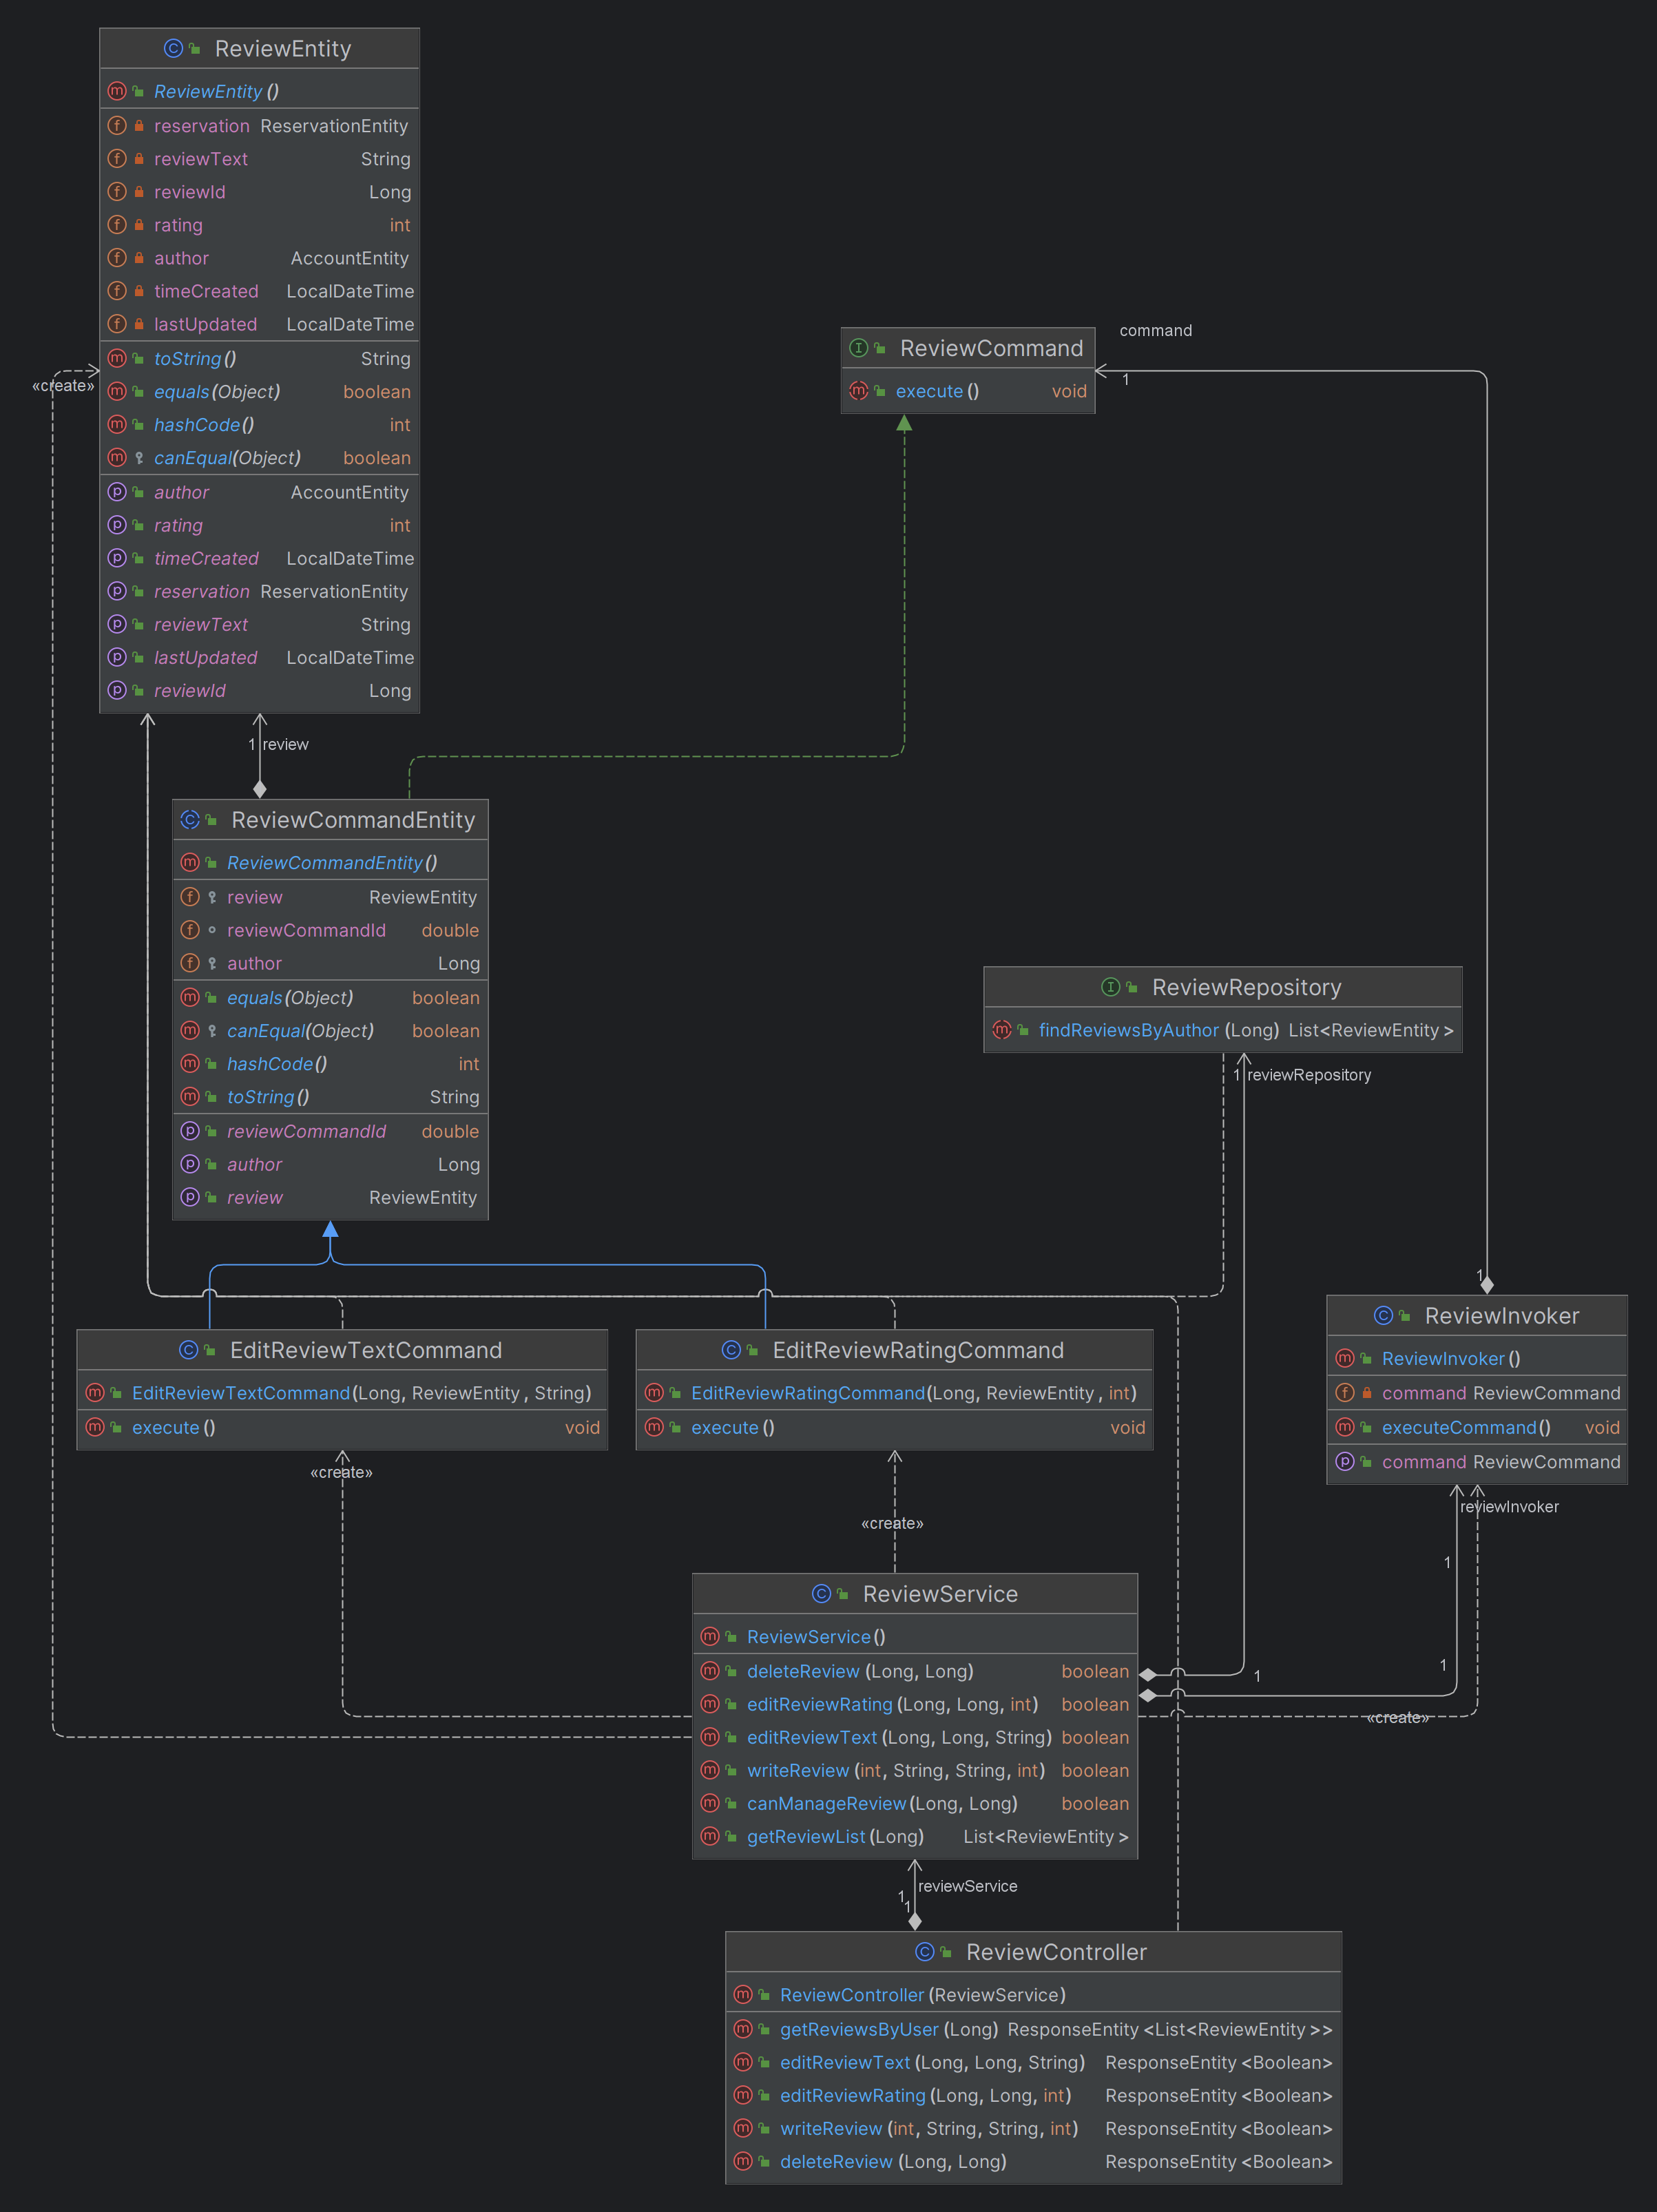 ReviewEntity
ReviewEntity()
reservation ReservationEntity
reviewText String
reviewId Long
rating int
author AccountEntity
timeCreated LocalDateTime
lastUpdated LocalDateTime
toString() String
equals(Object) boolean
hashCode() int
canEqual(Object) boolean
author AccountEntity
rating int
timeCreated LocalDateTime
reservation ReservationEntity
reviewText String
lastUpdated LocalDateTime
reviewId Long
«create»
command
1
ReviewCommand
execute() void
1 review
ReviewCommandEntity
ReviewCommandEntity()
review ReviewEntity
reviewCommandId double
author Long
equals(Object) boolean
canEqual(Object) boolean
hashCode() int
toString() String
reviewCommandId double
author Long
review ReviewEntity
ReviewRepository
findReviewsByAuthor(Long) List<ReviewEntity>
1 reviewRepository
EditReviewTextCommand
EditReviewTextCommand(Long, ReviewEntity, String)
execute() void
EditReviewRatingCommand
EditReviewRatingCommand(Long, ReviewEntity, int)
execute() void
1
ReviewInvoker
ReviewInvoker()
command ReviewCommand
executeCommand() void
command ReviewCommand
«create»
«create»
reviewInvoker
1
ReviewService
ReviewService()
deleteReview(Long, Long) boolean
editReviewRating(Long, Long, int) boolean
editReviewText(Long, Long, String) boolean
writeReview(int, String, String, int) boolean
canManageReview(Long, Long) boolean
getReviewList(Long) List<ReviewEntity>
1
1
«create»
reviewService
1
1
ReviewController
ReviewController(ReviewService)
getReviewsByUser(Long) ResponseEntity<List<ReviewEntity>>
editReviewText(Long, Long, String) ResponseEntity<Boolean>
editReviewRating(Long, Long, int) ResponseEntity<Boolean>
writeReview(int, String, String, int) ResponseEntity<Boolean>
deleteReview(Long, Long) ResponseEntity<Boolean>